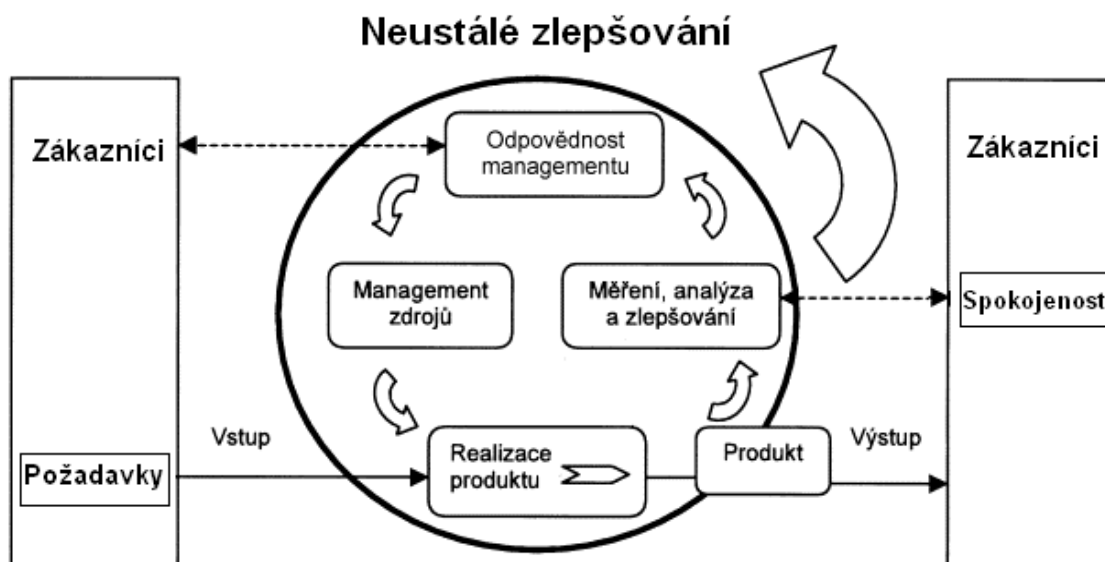 Neustálé zlepšování
Zákazníci
Odpovědnost
managementu
Zákazníci
Management
zdrojů
Měření, analýza
a zlepšování
Spokojenost
Vstup
Požadavky
Realizace
produktu
Produkt
Výstup